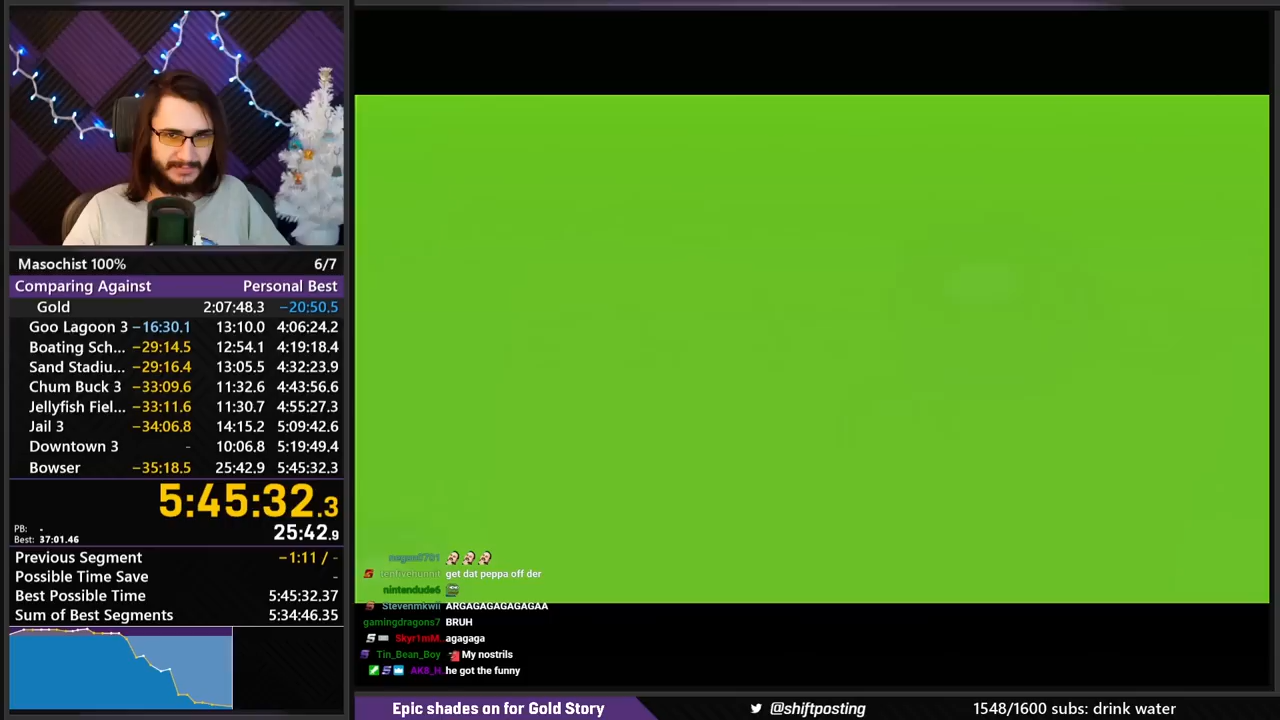 Masochist 100% 6/7
Comparing Against Personal Best
Gold 2:07:48.3 −20:50.5
Goo Lagoon 3 −16:30.1 13:10.0 4:06:24.2
Boating Sch... −29:14.5 12:54.1 4:19:18.4
Sand Stadiu... −29:16.4 13:05.5 4:32:23.9
Chum Buck 3 −33:09.6 11:32.6 4:43:56.6
Jellyfish Fiel... −33:11.6 11:30.7 4:55:27.3
Jail 3 −34:06.8 14:15.2 5:09:42.6
Downtown 3 - 10:06.8 5:19:49.4
Bowser −35:18.5 25:42.9 5:45:32.3
5:45:32.3
PB: -
Best: 37:01.46
25:42.9
Previous Segment −1:11 / -
Possible Time Save -
Best Possible Time 5:45:32.37
Sum of Best Segments 5:34:46.35
get dat peppa off der
nintendude6
Stevenmkwii ARGAGAGAGAGAGAA
gamingdragons7 BRUH
Skyr1mM. agagaga
Tin_Bean_Boy My nostrils
AKS_H. he got the funny
Epic shades on for Gold Story @shiftposting 1548/1600 subs: drink water